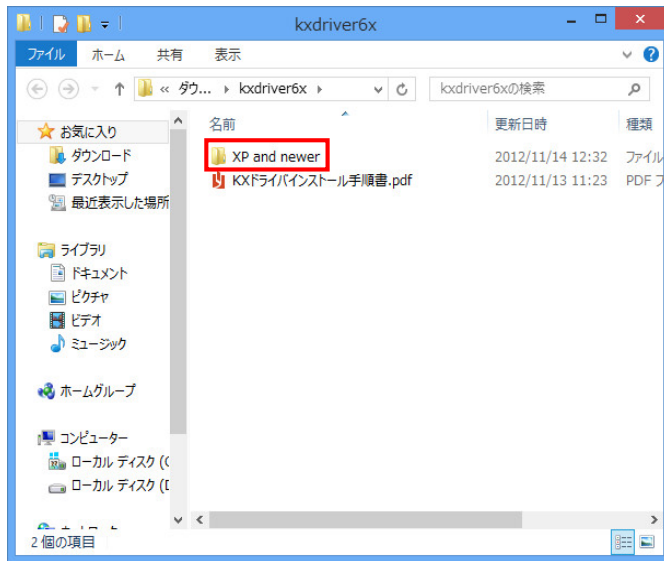 kxdriver6x
ファイル ホーム 共有 表示
« ダウ... kxdriver6x kxdriver6xの検索
名前 更新日時 種類
お気に入り
ダウンロード
デスクトップ
最近表示した場所
XP and newer 2012/11/14 12:32 ファイル
KXドライバインストール手順書.pdf 2012/11/13 11:23 PDF フ
ライブラリ
ドキュメント
ピクチャ
ビデオ
ミュージック
ホームグループ
コンピューター
ローカル ディスク (C
ローカル ディスク (D
2 個の項目